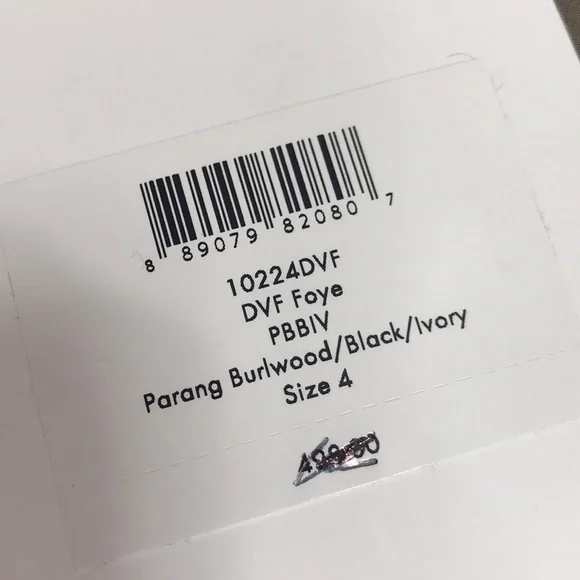 8 89079 82080 7
10224DVF
DVF Foye
PBBIV
Parang Burlwood/Black/Ivory
Size 4